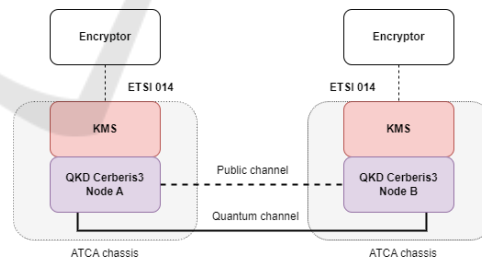 Encryptor
Encryptor
ETSI 014
ETSI 014
KMS
KMS
QKD Cerberis3
Node A
Public channel
QKD Cerberis3
Node B
Quantum channel
ATCA chassis
ATCA chassis